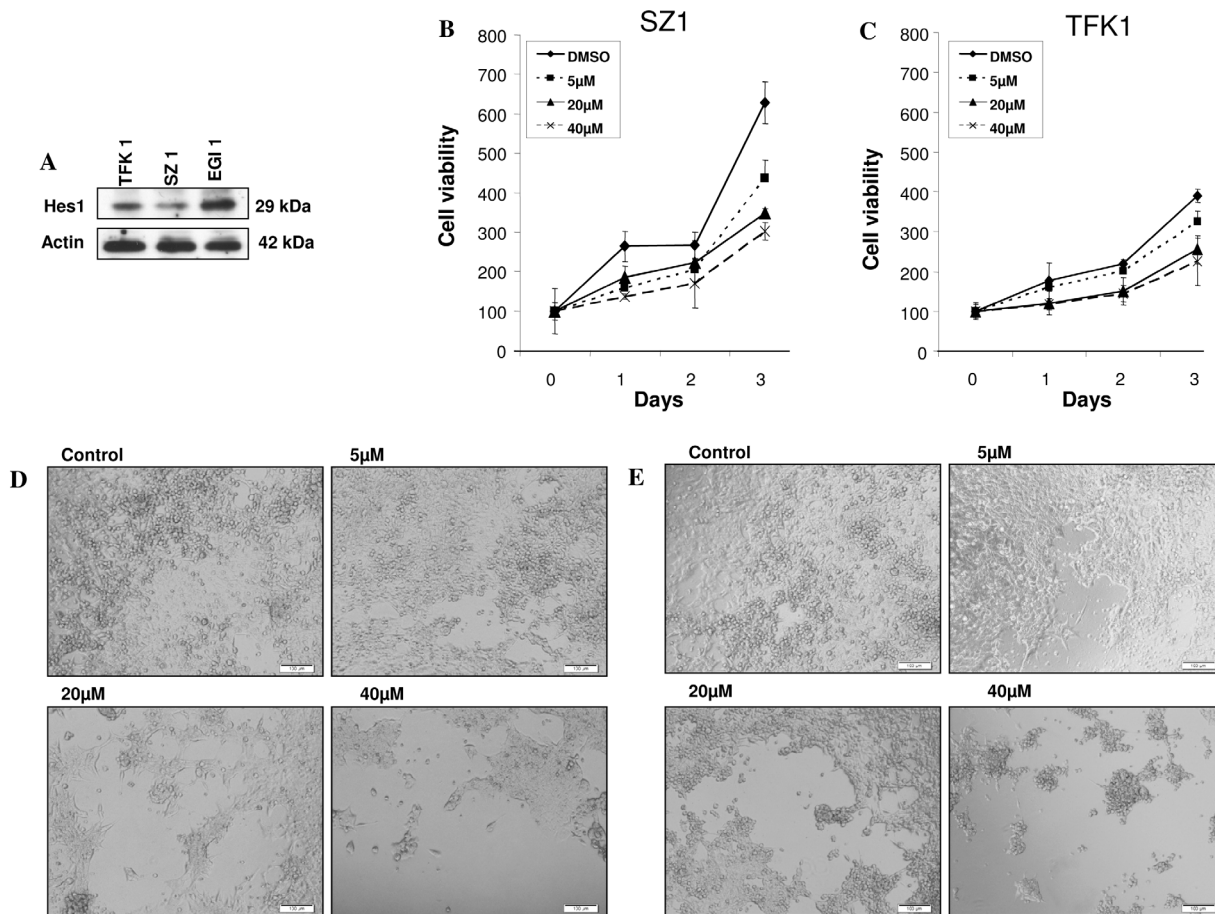 A
TFK 1
SZ 1
EGI 1
Hes1
29 kDa
Actin
42 kDa
B
SZ1
Cell viability
800
700
600
500
400
300
200
100
0
DMSO
5µM
20µM
40µM
0 1 2 3
Days
C
TFK1
Cell viability
800
700
600
500
400
300
200
100
0
DMSO
5µM
20µM
40µM
0 1 2 3
Days
D
Control
5µM
20µM
40µM
E
Control
5µM
20µM
40µM